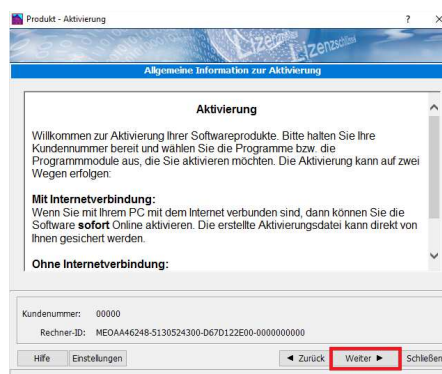 Produkt - Aktivierung
Allgemeine Information zur Aktivierung
Aktivierung
Willkommen zur Aktivierung Ihrer Softwareprodukte. Bitte halten Sie Ihre
Kundennummer bereit und wählen Sie die Programme bzw. die
Programmmodule aus, die Sie aktivieren möchten. Die Aktivierung kann auf zwei
Wegen erfolgen:
Mit Internetverbindung:
Wenn Sie mit Ihrem PC mit dem Internet verbunden sind, dann können Sie die
Software sofort Online aktivieren. Die erstellte Aktivierungsdatei kann direkt von
Ihnen gesichert werden.
Ohne Internetverbindung:
Kundennummer: 00000
Rechner-ID: MEOAA46248-5130524300-D67D122E00-0000000000
Hilfe Einstellungen ◄ Zurück Weiter ► Schließen